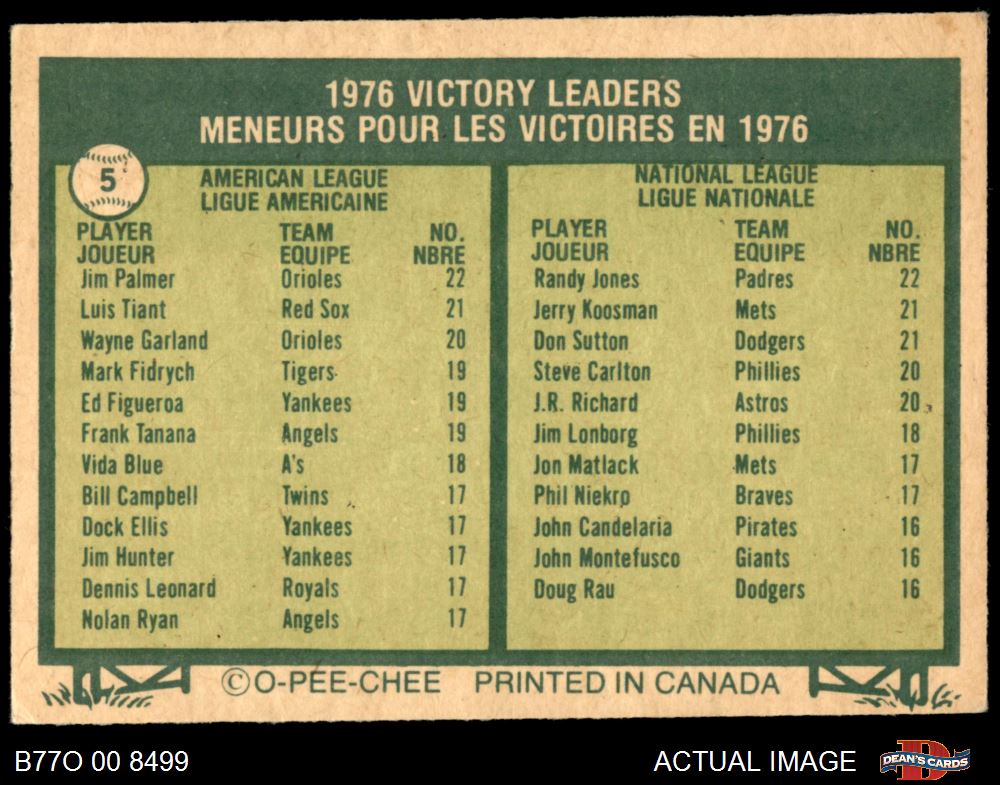 1976 VICTORY LEADERS
MENEURS POUR LES VICTOIRES EN 1976
5
AMERICAN LEAGUE
LIGUE AMERICAINE
PLAYER TEAM NO.
JOUEUR EQUIPE NBRE
Jim Palmer Orioles 22
Luis Tiant Red Sox 21
Wayne Garland Orioles 20
Mark Fidrych Tigers 19
Ed Figueroa Yankees 19
Frank Tanana Angels 19
Vida Blue A's 18
Bill Campbell Twins 17
Dock Ellis Yankees 17
Jim Hunter Yankees 17
Dennis Leonard Royals 17
Nolan Ryan Angels 17
NATIONAL LEAGUE
LIGUE NATIONALE
PLAYER TEAM NO.
JOUEUR EQUIPE NBRE
Randy Jones Padres 22
Jerry Koosman Mets 21
Don Sutton Dodgers 21
Steve Carlton Phillies 20
J.R. Richard Astros 20
Jim Lonborg Phillies 18
Jon Matlack Mets 17
Phil Niekro Braves 17
John Candelaria Pirates 16
John Montefusco Giants 16
Doug Rau Dodgers 16
©O-PEE-CHEE PRINTED IN CANADA
B77O 00 8499
ACTUAL IMAGE
D
DEAN'S CARDS